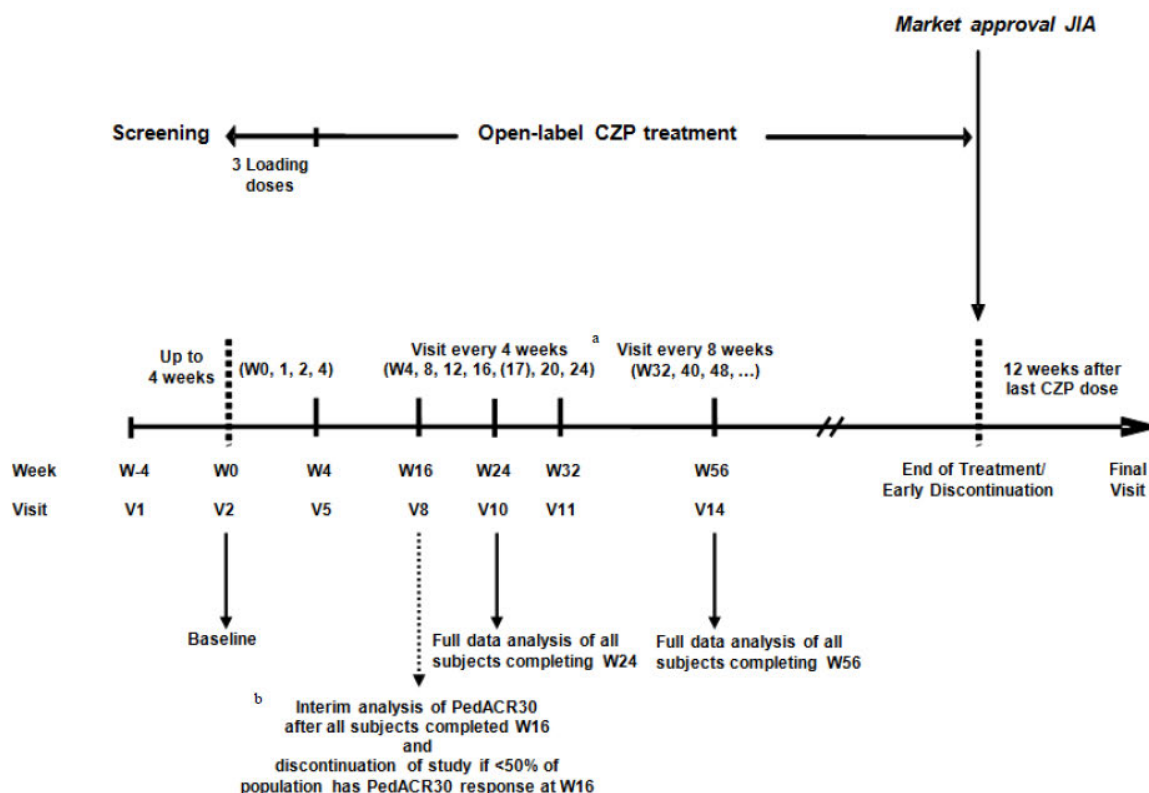 Market approval JIA
Screening
Open-label CZP treatment
3 Loading
doses
Up to
4 weeks
(W0, 1, 2, 4)
Visit every 4 weeks
(W4, 8, 12, 16, (17), 20, 24)
a
Visit every 8 weeks
(W32, 40, 48, ...)
12 weeks after
last CZP dose
Week W-4 W0 W4 W16 W24 W32 W56
Visit V1 V2 V5 V8 V10 V11 V14
End of Treatment/
Early Discontinuation
Final
Visit
Baseline
Full data analysis of all
subjects completing W24
Full data analysis of all
subjects completing W56
b
Interim analysis of PedACR30
after all subjects completed W16
and
discontinuation of study if <50% of
population has PedACR30 response at W16